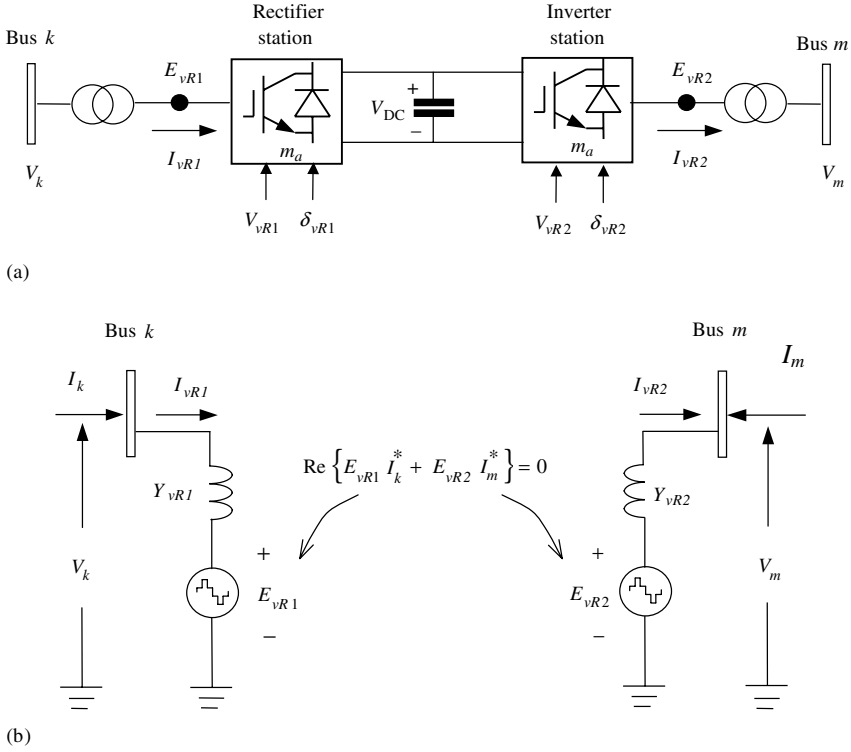 Rectifier station
Inverter station
Bus k
Bus m
E_vR1
E_vR2
+
V_DC
−
m_a
m_a
I_vR1
I_vR2
V_k
V_m
V_vR1 δ_vR1
V_vR2 δ_vR2
(a)
Bus k
Bus m
I_k
I_vR1
I_vR2
I_m
Re {E_vR1 I_k^* + E_vR2 I_m^*} = 0
Y_vR1
Y_vR2
V_k
+
E_vR1
−
+
E_vR2
−
V_m
(b)